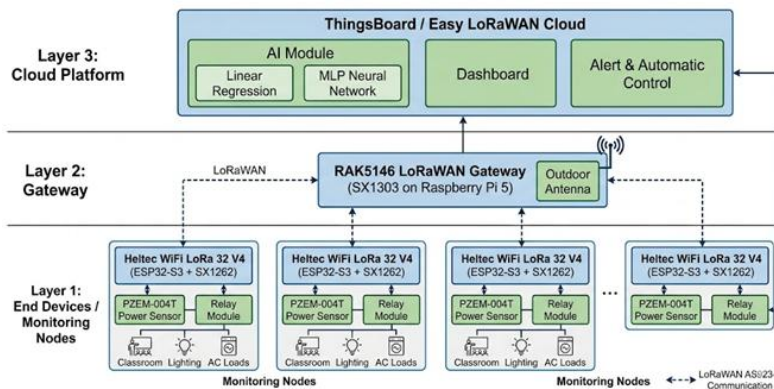 ThingsBoard / Easy LoRaWAN Cloud
Layer 3:
Cloud Platform
AI Module
Linear
Regression
MLP Neural
Network
Dashboard
Alert & Automatic
Control
Layer 2:
Gateway
LoRaWAN
RAK5146 LoRaWAN Gateway
(SX1303 on Raspberry Pi 5)
Outdoor
Antenna
Layer 1:
End Devices /
Monitoring
Nodes
Heltec WiFi LoRa 32 V4
(ESP32-S3 + SX1262)
PZEM-004T
Power Sensor
Relay
Module
Classroom
Lighting
AC Loads
Heltec WiFi LoRa 32 V4
(ESP32-S3 + SX1262)
PZEM-004T
Power Sensor
Relay
Module
Classroom
Lighting
AC Loads
Heltec WiFi LoRa 32 V4
(ESP32-S3 + SX1262)
PZEM-004T
Power Sensor
Relay
Module
Classroom
Lighting
AC Loads
...
Heltec WiFi LoRa 32 V4
(ESP32-S3 + SX1262)
PZEM-004T
Power Sensor
Relay
Module
Monitoring Nodes
Monitoring Nodes
LoRaWAN AS923
Communication